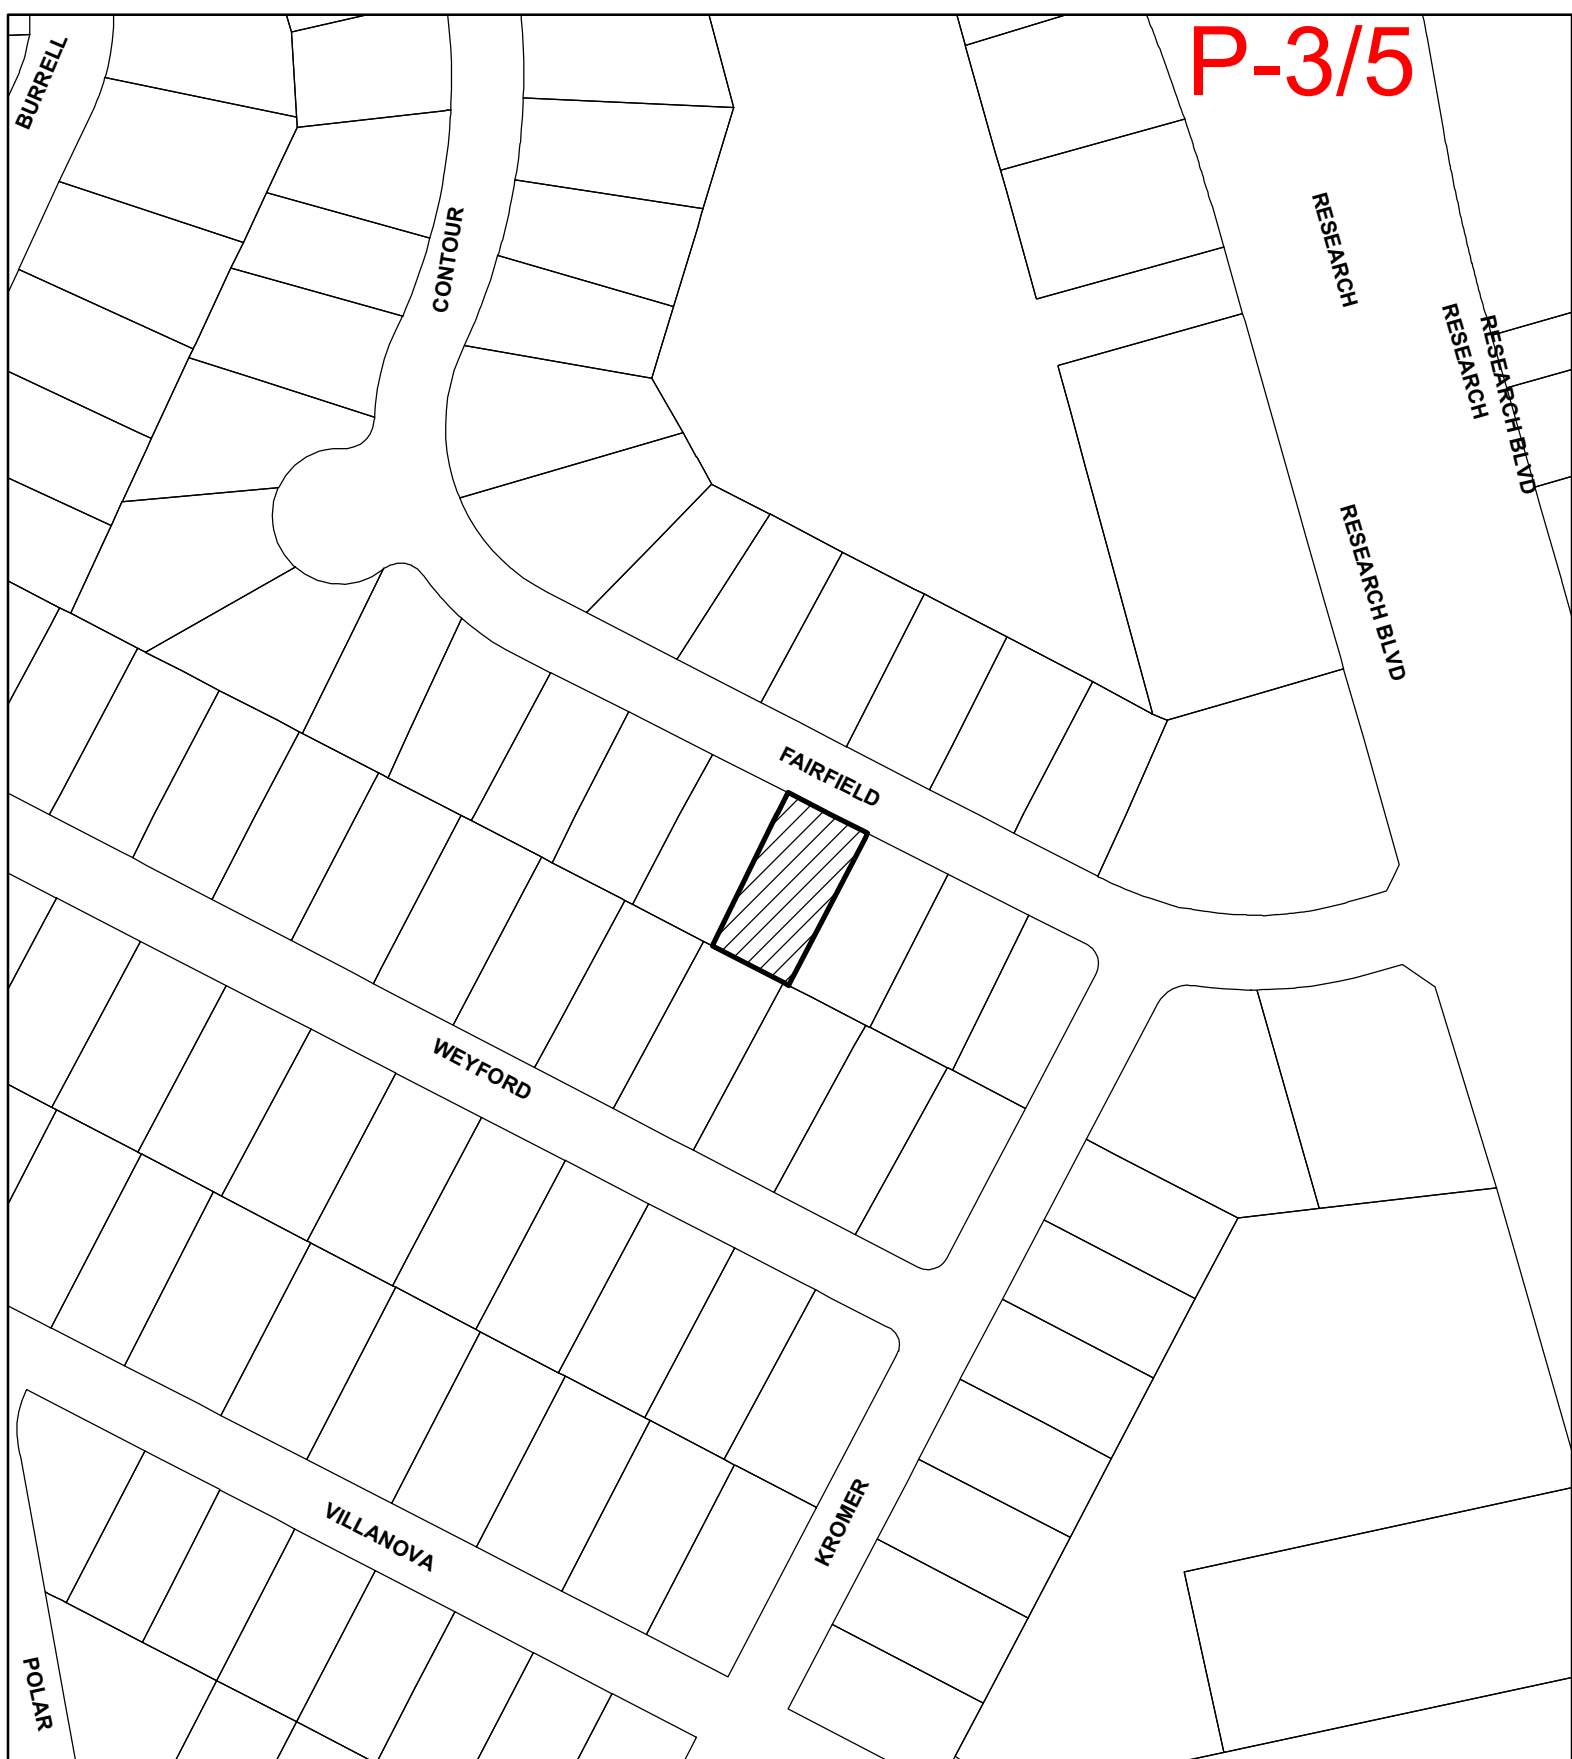 P-3/5
BURRELL
CONTOUR
RESEARCH
RESEARCH
RESEARCH BLVD
RESEARCH BLVD
FAIRFIELD
WEYFORD
VILLANOVA
KROMER
POLAR